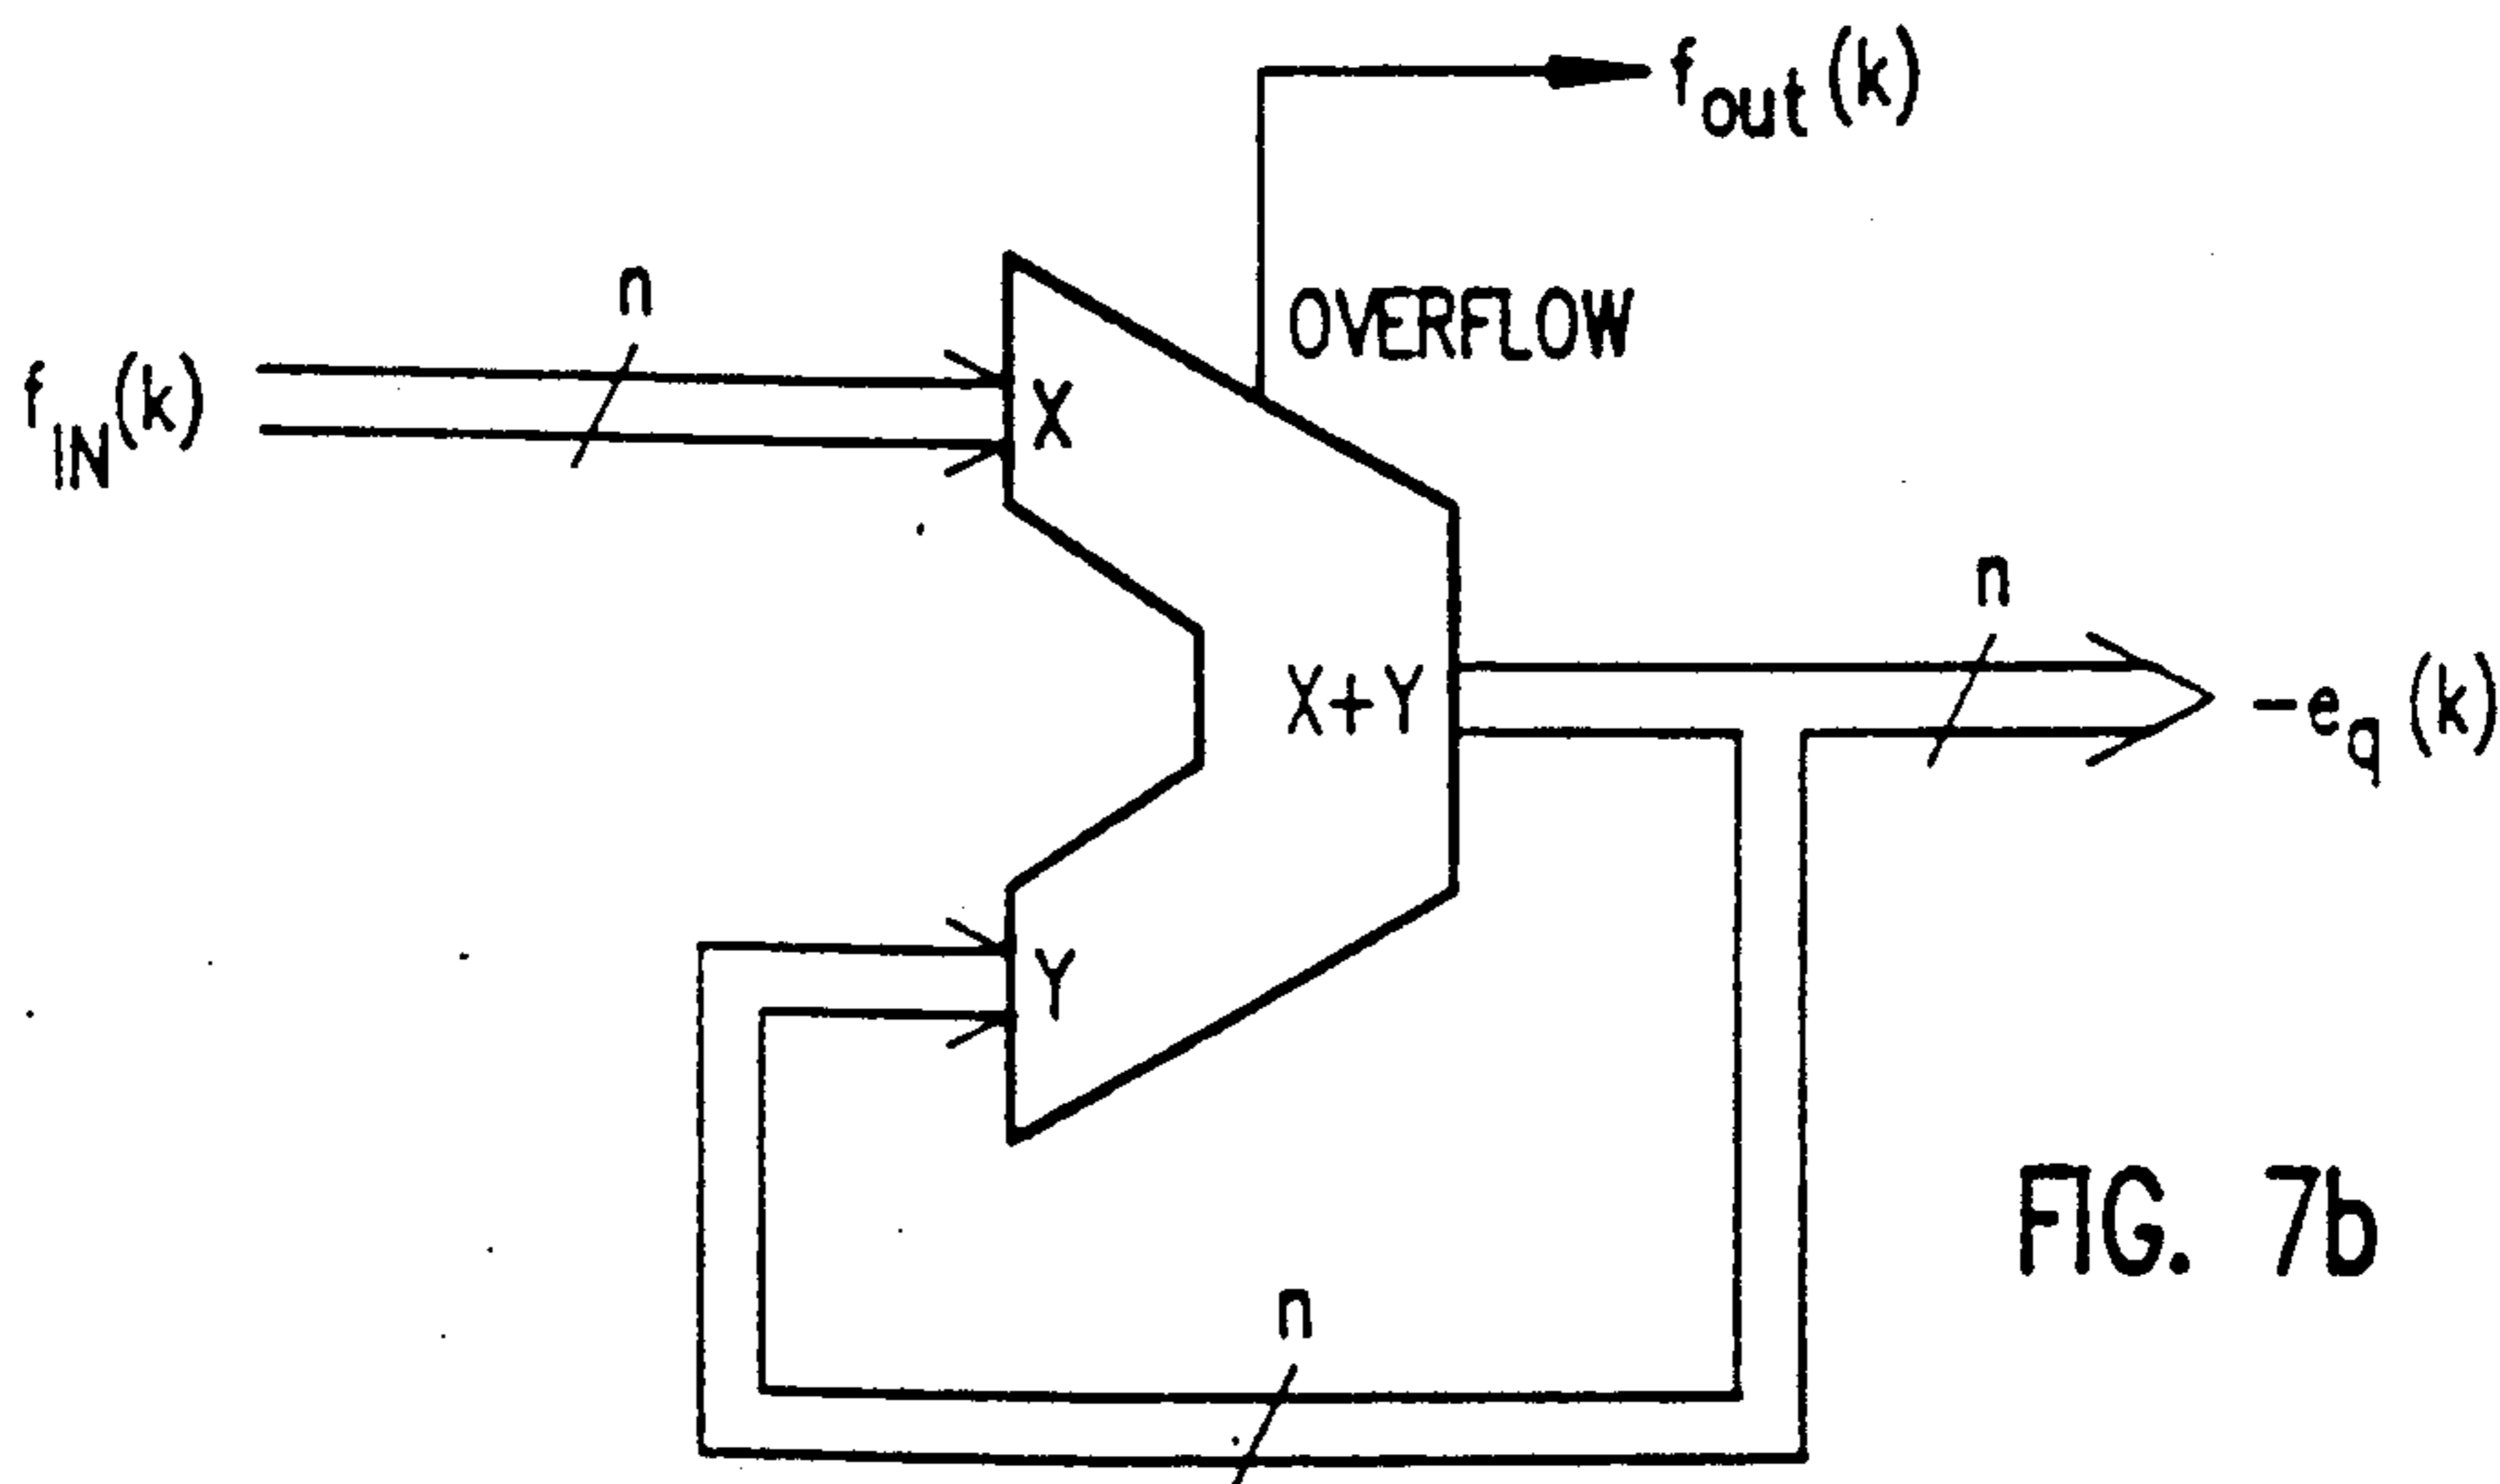 f_out(k)
n
OVERFLOW
f_IN(k)
X
n
X+Y
-e_q(k)
Y
FIG. 7b
n